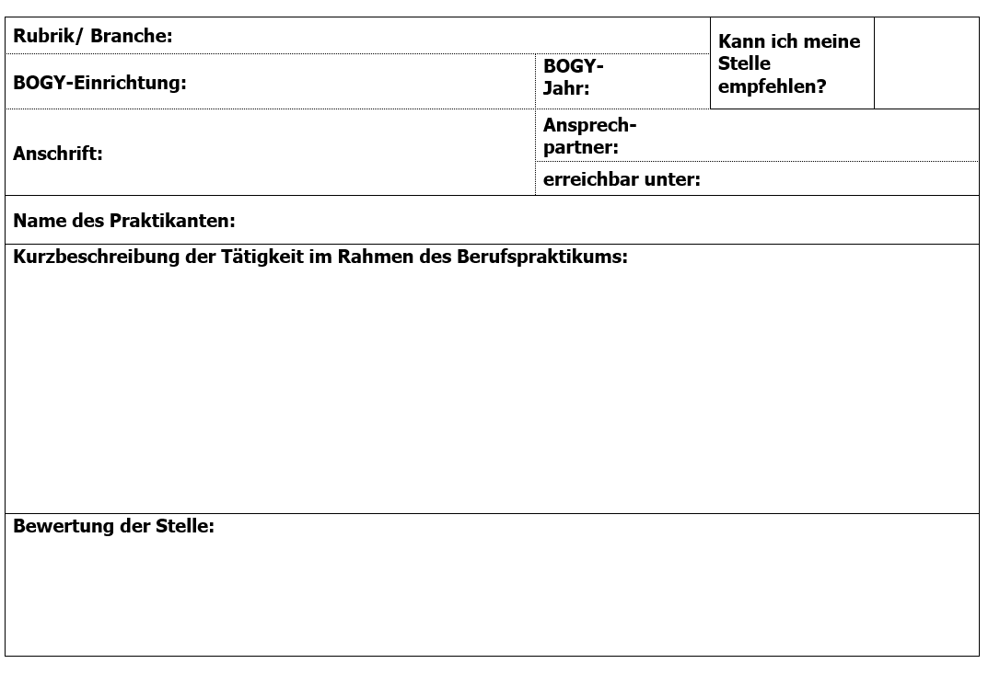 Rubrik/ Branche:
Kann ich meine
Stelle
empfehlen?
BOGY-Einrichtung:
BOGY-
Jahr:
Anschrift:
Ansprech-
partner:
erreichbar unter:
Name des Praktikanten:
Kurzbeschreibung der Tätigkeit im Rahmen des Berufspraktikums:
Bewertung der Stelle: